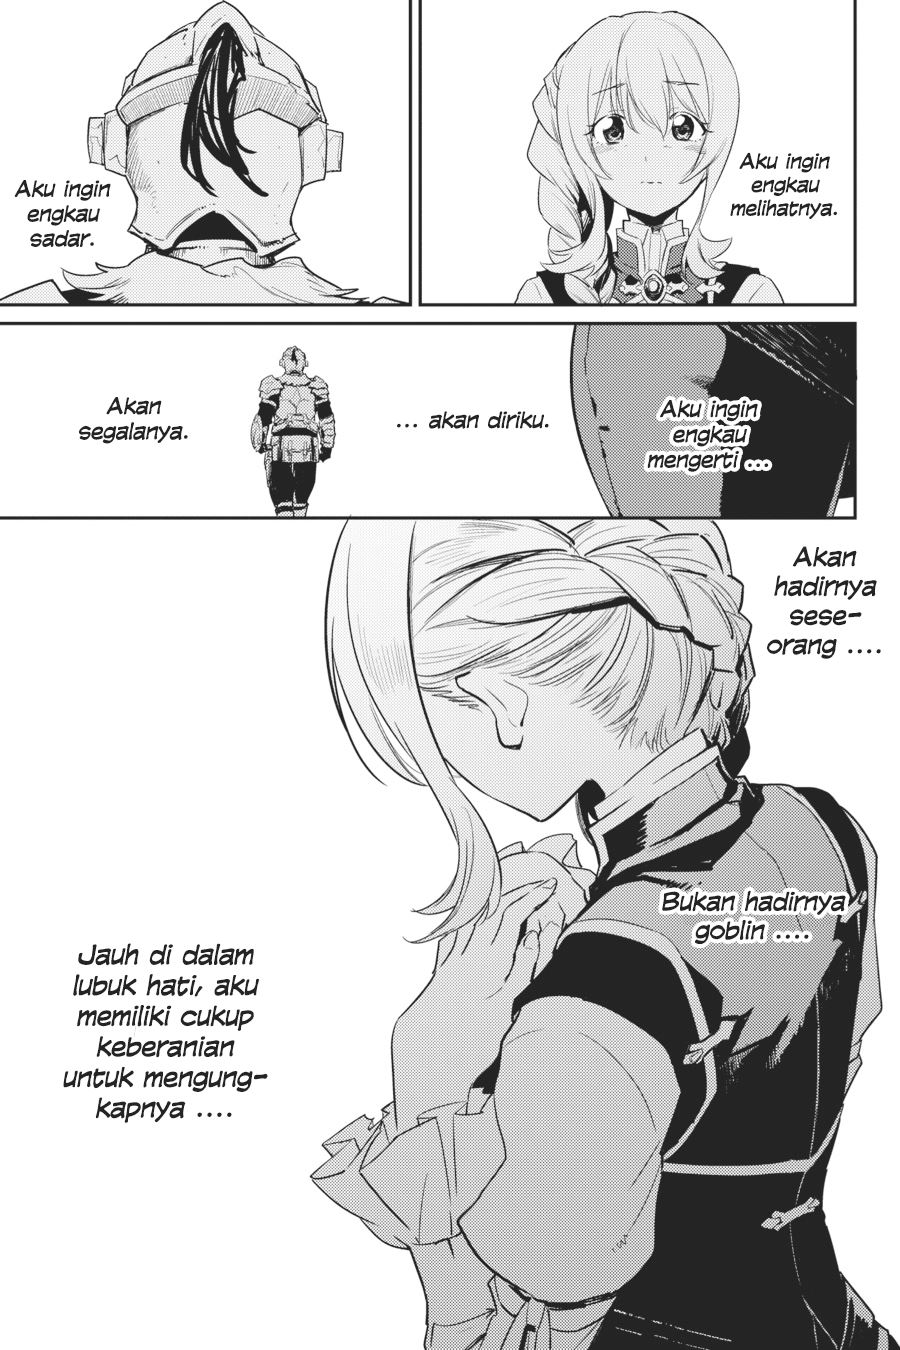 Aku ingin
engkau
melihatnya.
Aku ingin
engkau
sadar.
Aku ingin
engkau
mengerti ...
... akan diriku.
Akan
segalanya.
Akan
hadirnya
sese-
orang ....
Bukan hadirnya
goblin ....
Jauh di dalam
lubuk hati, aku
memiliki cukup
keberanian
untuk mengung-
kapnya ....